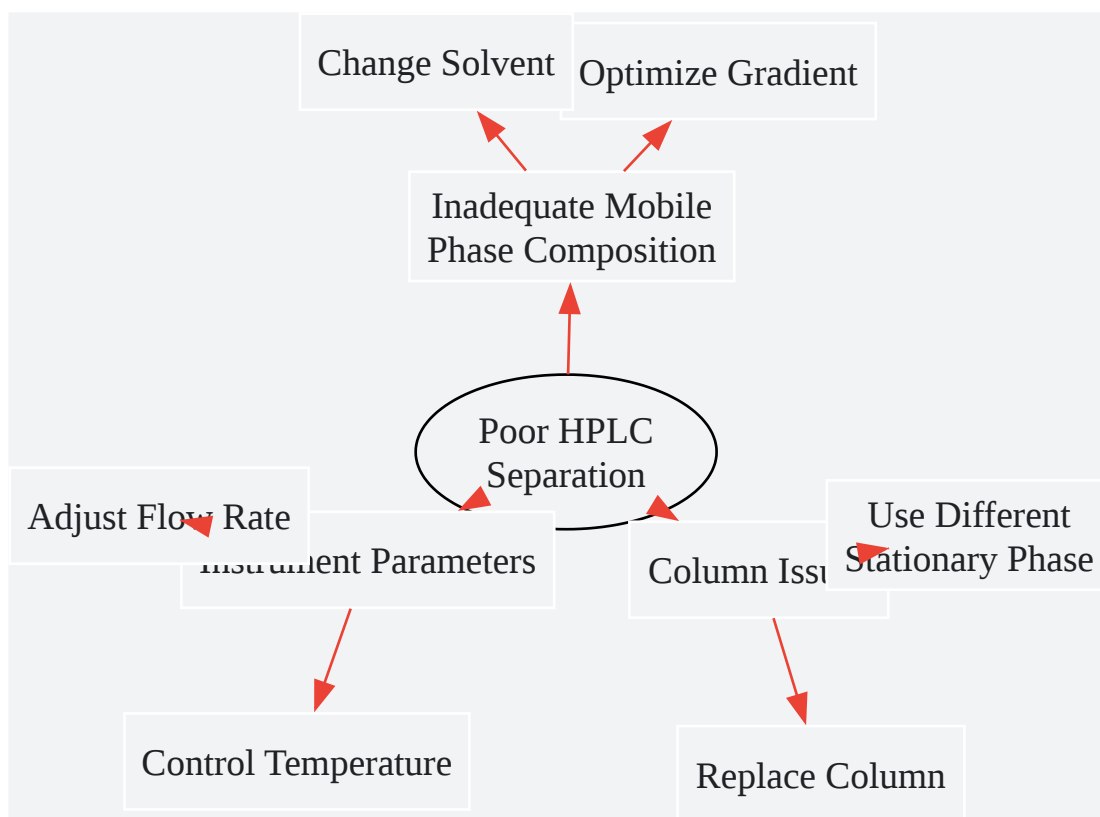 Change Solvent
Optimize Gradient
Inadequate Mobile
Phase Composition
Poor HPLC
Separation
Adjust Flow Rate
Instrument Parameters
Use Different
Stationary Phase
Column
Control Temperature
Replace Column